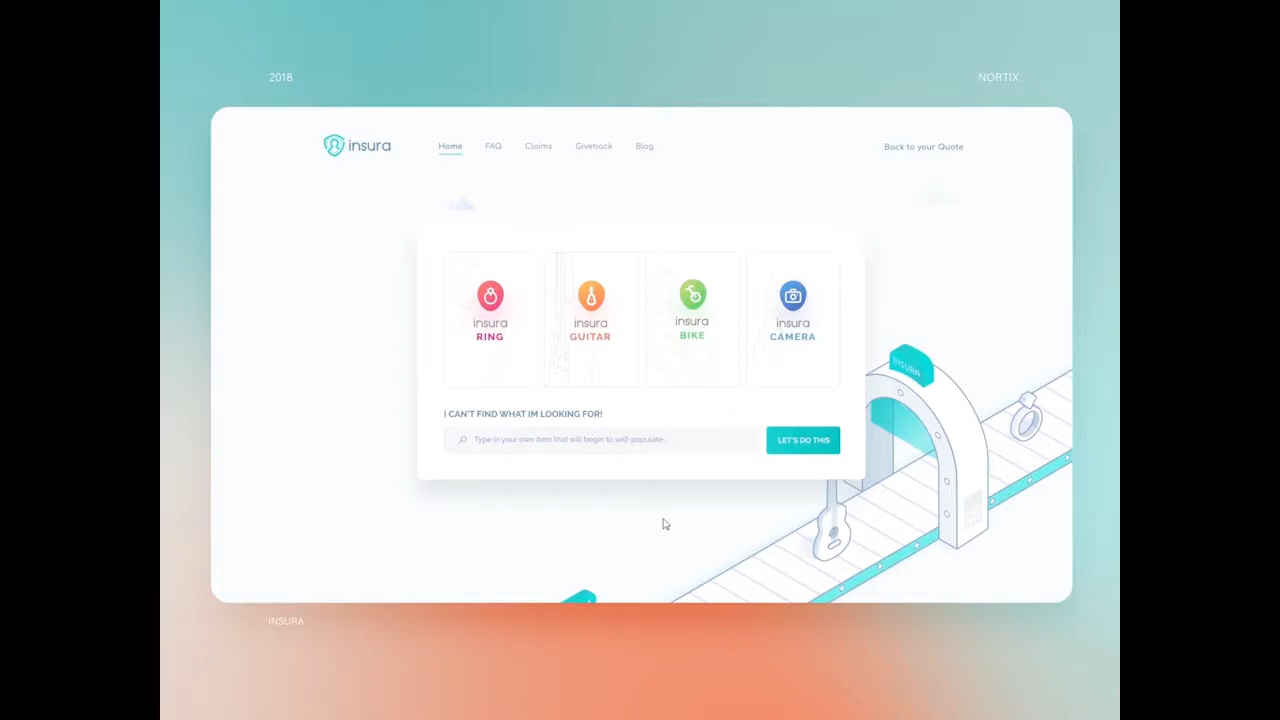 2018
NORTIX
insura
Home
FAQ
Claims
Giveback
Blog
Back to your Quote
insura
RING
insura
GUITAR
insura
BIKE
insura
CAMERA
I CAN'T FIND WHAT IM LOOKING FOR!
Type in your own item that will begin to self-populate...
LET'S DO THIS
INSURA
INSURA